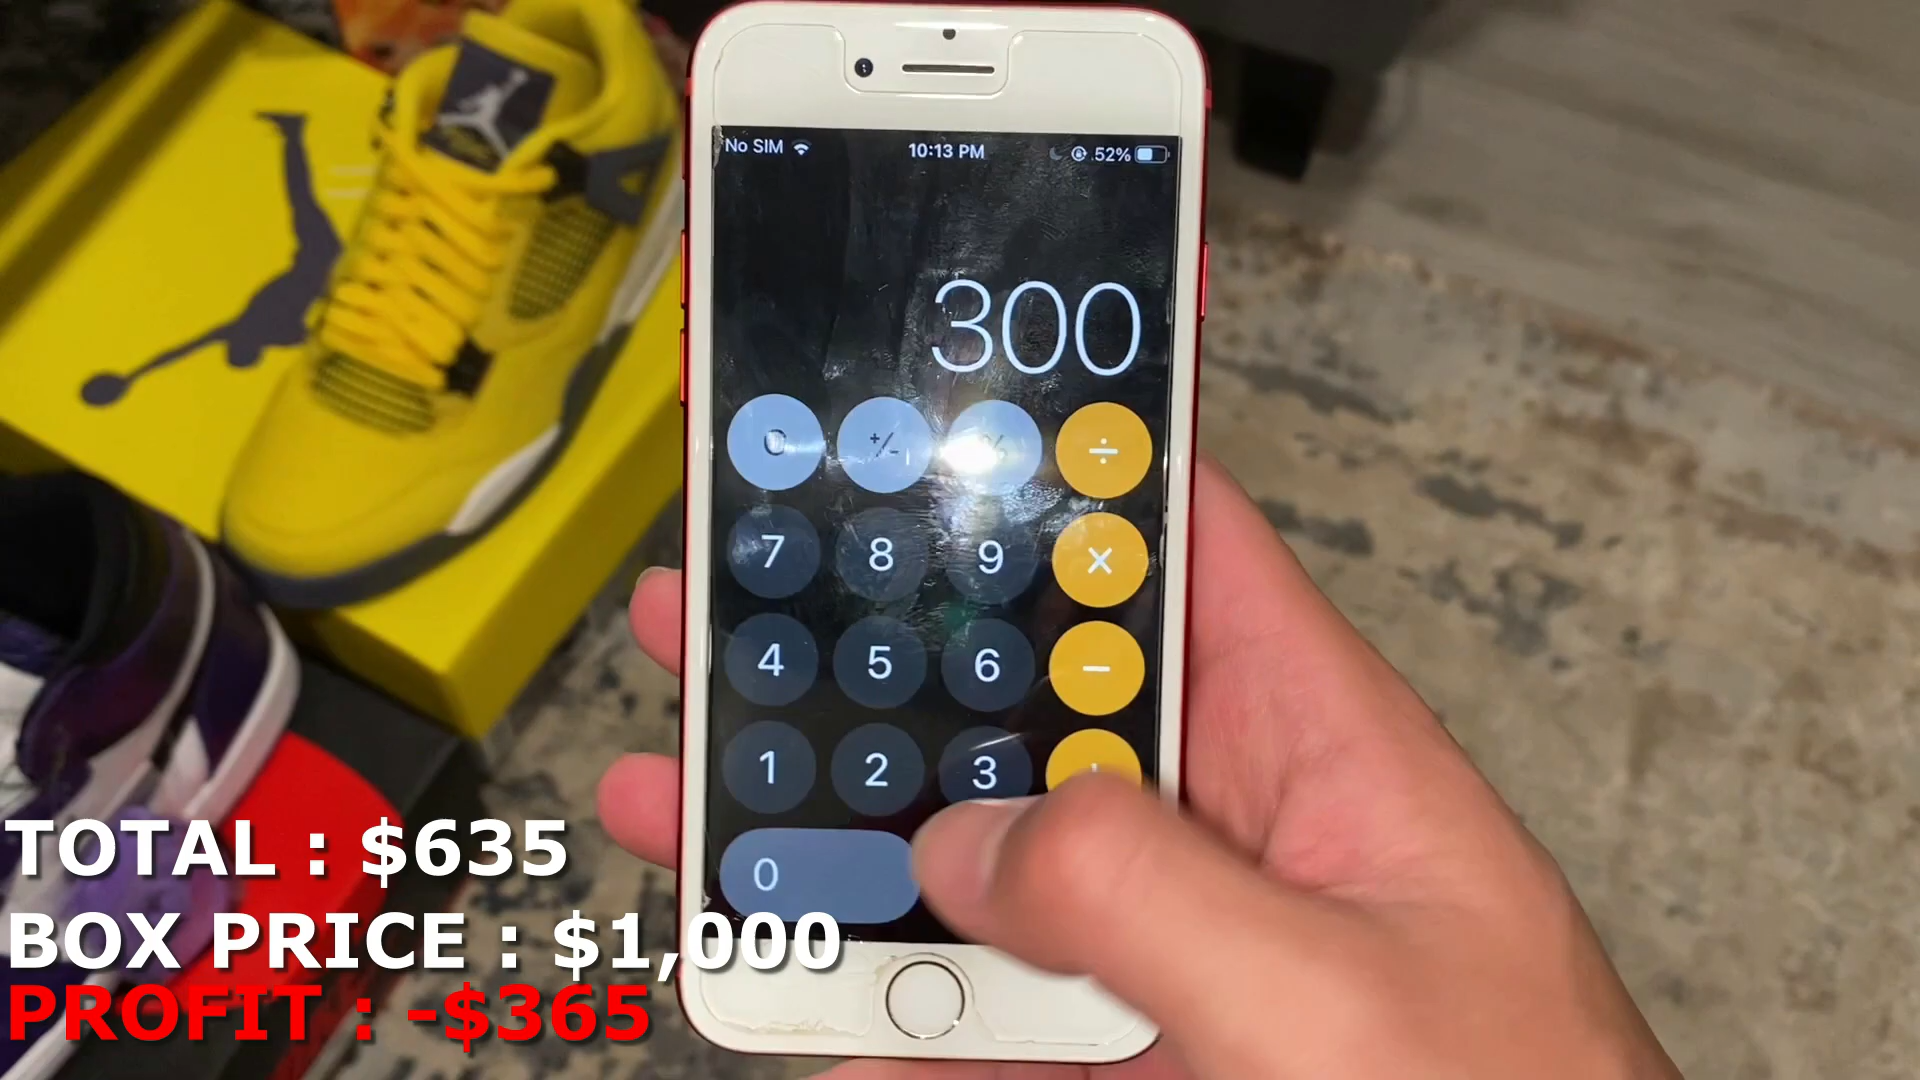 No SIM 10:13 PM 52%
300
0 +/- % ÷
7 8 9 ×
4 5 6 −
1 2 3 +
0
TOTAL : $635
BOX PRICE : $1,000
PROFIT : -$365